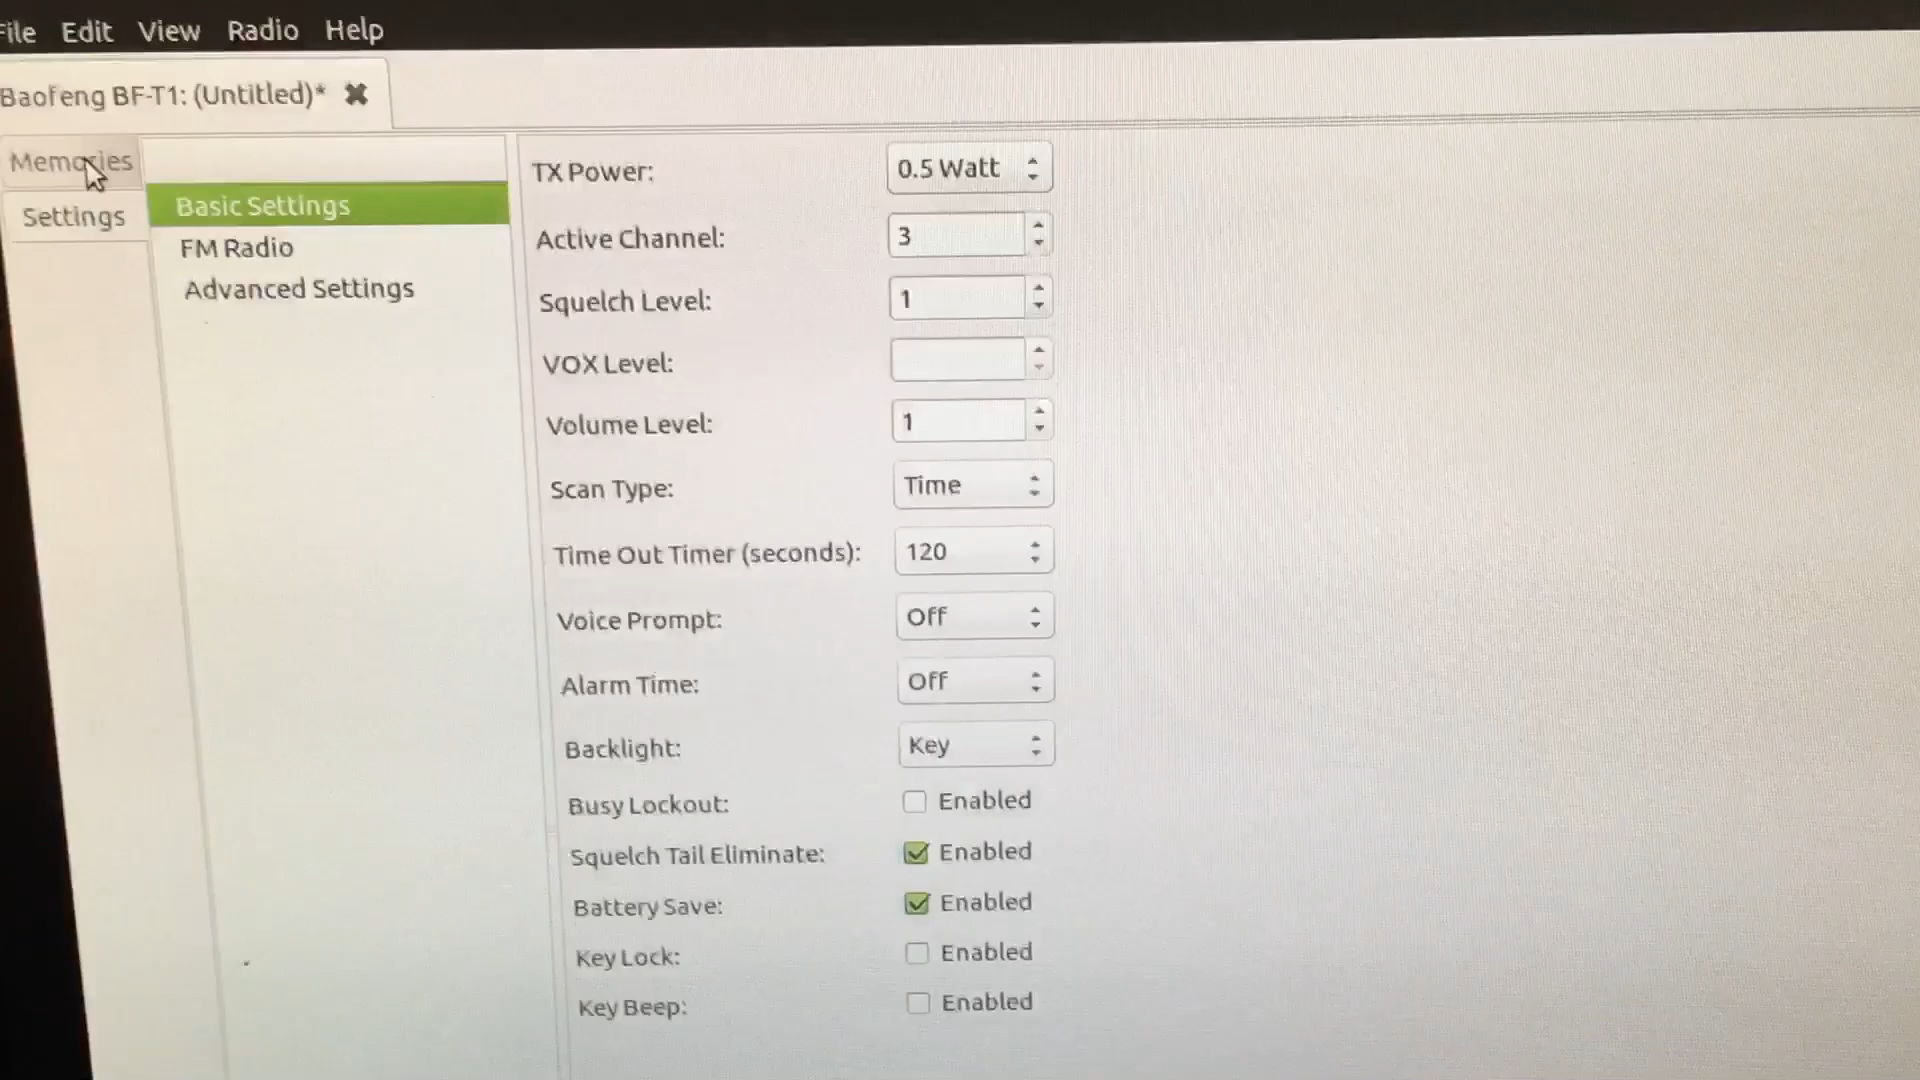 File Edit View Radio Help
Baofeng BF-T1: (Untitled)*
Memories
Settings
Basic Settings
FM Radio
Advanced Settings
TX Power: 0.5 Watt
Active Channel: 3
Squelch Level: 1
VOX Level:
Volume Level: 1
Scan Type: Time
Time Out Timer (seconds): 120
Voice Prompt: Off
Alarm Time: Off
Backlight: Key
Busy Lockout: Enabled
Squelch Tail Eliminate: Enabled
Battery Save: Enabled
Key Lock: Enabled
Key Beep: Enabled